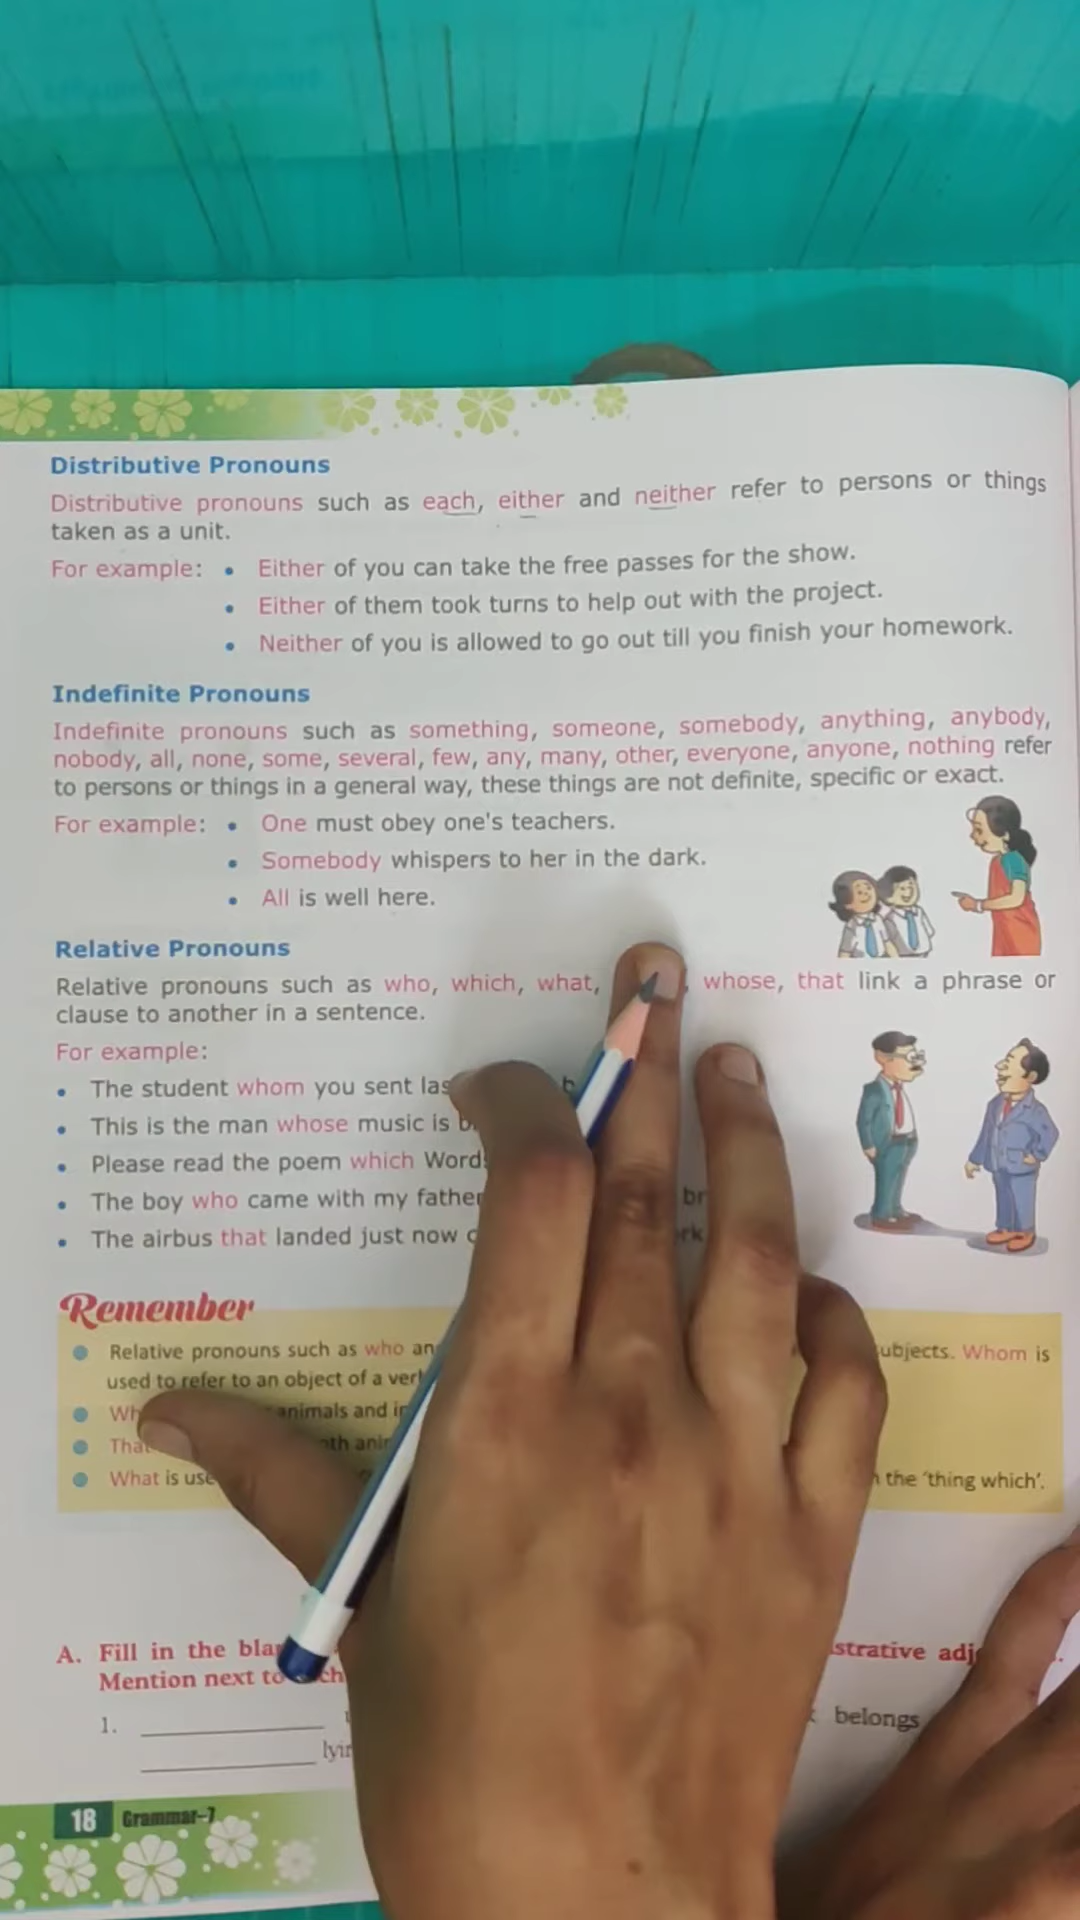 Distributive Pronouns
Distributive pronouns such as each, either and neither refer to persons or things
taken as a unit.
For example: • Either of you can take the free passes for the show.
• Either of them took turns to help out with the project.
• Neither of you is allowed to go out till you finish your homework.
Indefinite Pronouns
Indefinite pronouns such as something, someone, somebody, anything, anybody,
nobody, all, none, some, several, few, any, many, other, everyone, anyone, nothing refer
to persons or things in a general way, these things are not definite, specific or exact.
For example: • One must obey one's teachers.
• Somebody whispers to her in the dark.
• All is well here.
Relative Pronouns
Relative pronouns such as who, which, what, whose, that link a phrase or
clause to another in a sentence.
For example:
• The student whom you sent
• This is the man whose music is
• Please read the poem which
• The boy who came with my father
• The airbus that landed just now
Remember
Relative pronouns such as who subjects. Whom is
used to refer to an object of a
animals and
That
What is the 'thing which'.
A. Fill in the
Mention next to
1. belongs
18 Grammar-7